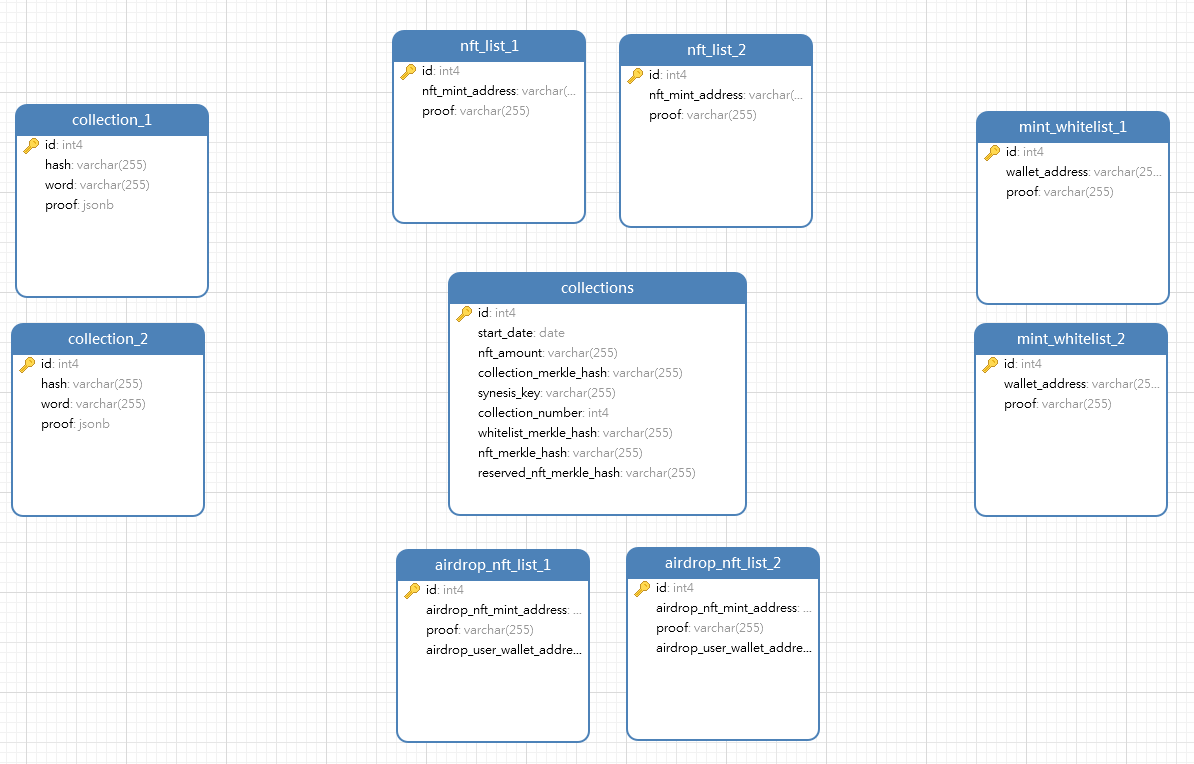 nft_list_1
id: int4
nft_mint_address: varchar(...
proof: varchar(255)
nft_list_2
id: int4
nft_mint_address: varchar(...
proof: varchar(255)
collection_1
id: int4
hash: varchar(255)
word: varchar(255)
proof: jsonb
mint_whitelist_1
id: int4
wallet_address: varchar(25...
proof: varchar(255)
collections
id: int4
start_date: date
nft_amount: varchar(255)
collection_merkle_hash: varchar(255)
synesis_key: varchar(255)
collection_number: int4
whitelist_merkle_hash: varchar(255)
nft_merkle_hash: varchar(255)
reserved_nft_merkle_hash: varchar(255)
collection_2
id: int4
hash: varchar(255)
word: varchar(255)
proof: jsonb
mint_whitelist_2
id: int4
wallet_address: varchar(25...
proof: varchar(255)
airdrop_nft_list_1
id: int4
airdrop_nft_mint_address: ...
proof: varchar(255)
airdrop_user_wallet_addre...
airdrop_nft_list_2
id: int4
airdrop_nft_mint_address: ...
proof: varchar(255)
airdrop_user_wallet_addre...